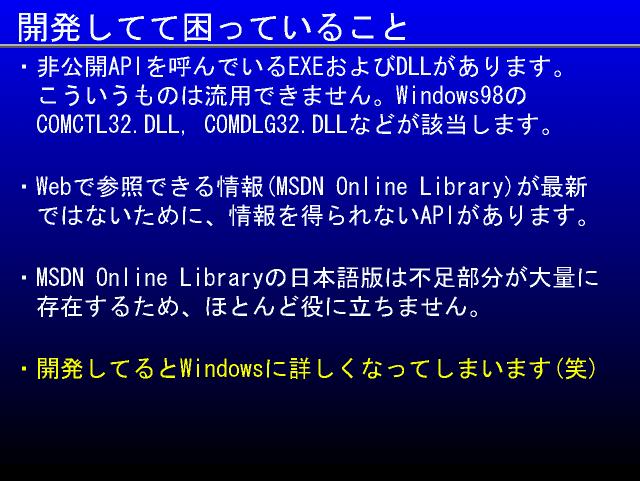 開発してて困っていること
・非公開APIを呼んでいるEXEおよびDLLがあります。
こういうものは流用できません。Windows98の
COMCTL32.DLL, COMDLG32.DLLなどが該当します。
・Webで参照できる情報(MSDN Online Library)が最新
ではないために、情報を得られないAPIがあります。
・MSDN Online Libraryの日本語版は不足部分が大量に
存在するため、ほとんど役に立ちません。
・開発してるとWindowsに詳しくなってしまいます(笑)